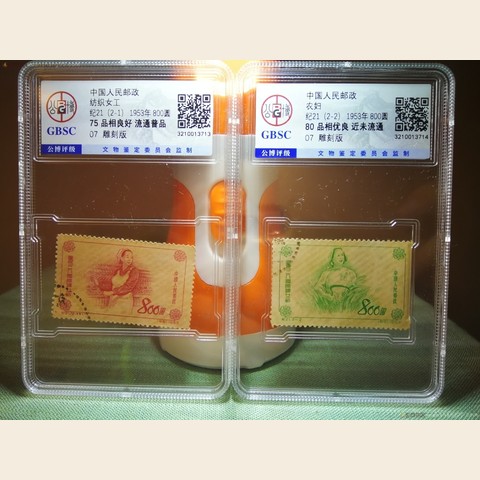 中国人民邮政
纺织女工
纪21 (2-1) 1953年 800圆
75 品相良好 流通普品
07 雕刻版
3210013713
GBSC
公博评级
文物鉴定委员会监制
800圆
中国人民邮政
农妇
纪21 (2-2) 1953年 800圆
80 品相优良 近未流通
07 雕刻版
3210013714
GBSC
公博评级
文物鉴定委员会监制
800圆